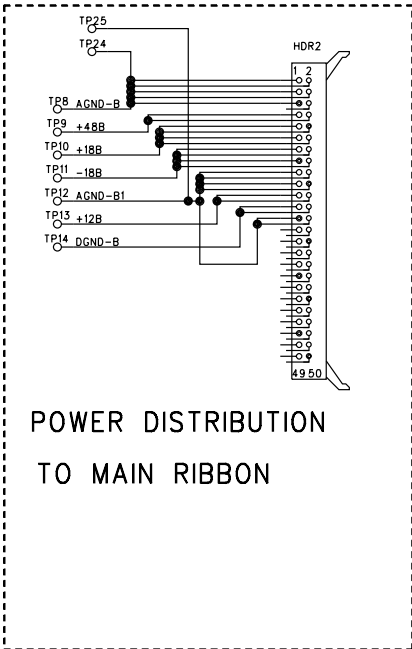 TP25
TP24
HDR2
1 2
TP8 AGND-B
TP9 +48B
TP10 +18B
TP11 -18B
TP12 AGND-B1
TP13 +12B
TP14 DGND-B
49 50
POWER DISTRIBUTION
TO MAIN RIBBON